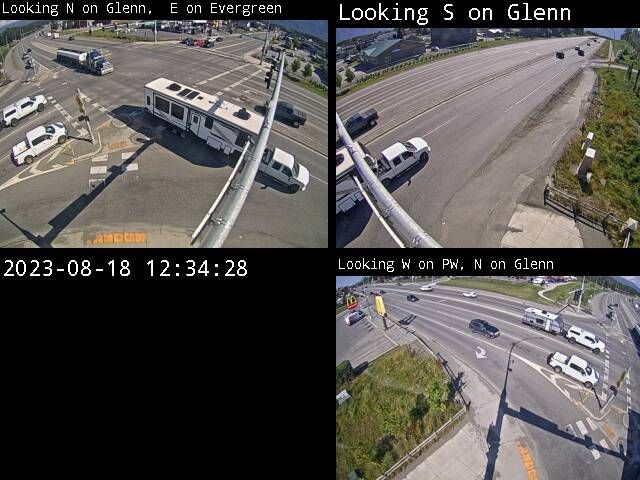 Looking N on Glenn, E on Evergreen
Looking S on Glenn
2023-08-18 12:34:28
Looking W on PW, N on Glenn